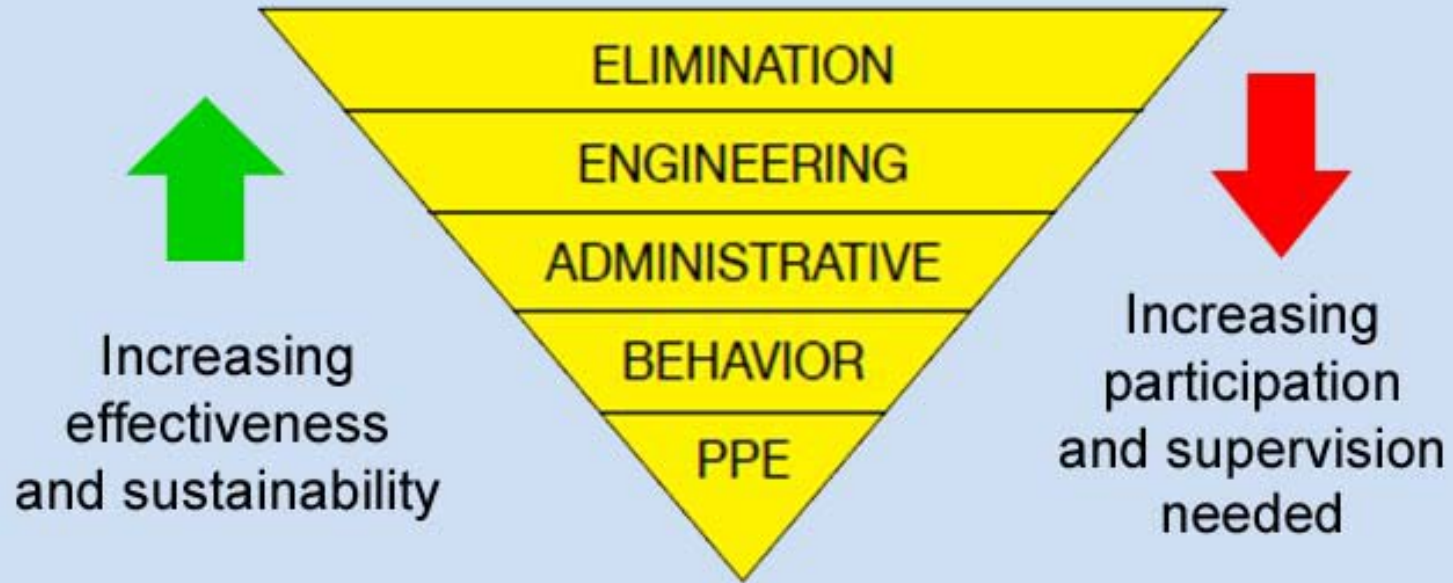 ELIMINATION
ENGINEERING
ADMINISTRATIVE
BEHAVIOR
PPE
Increasing
effectiveness
and sustainability
Increasing
participation
and supervision
needed